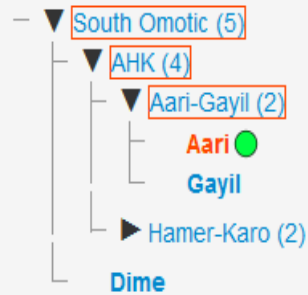 South Omotic (5)
AHK (4)
Aari-Gayil (2)
Aari
Gayil
Hamer-Karo (2)
Dime